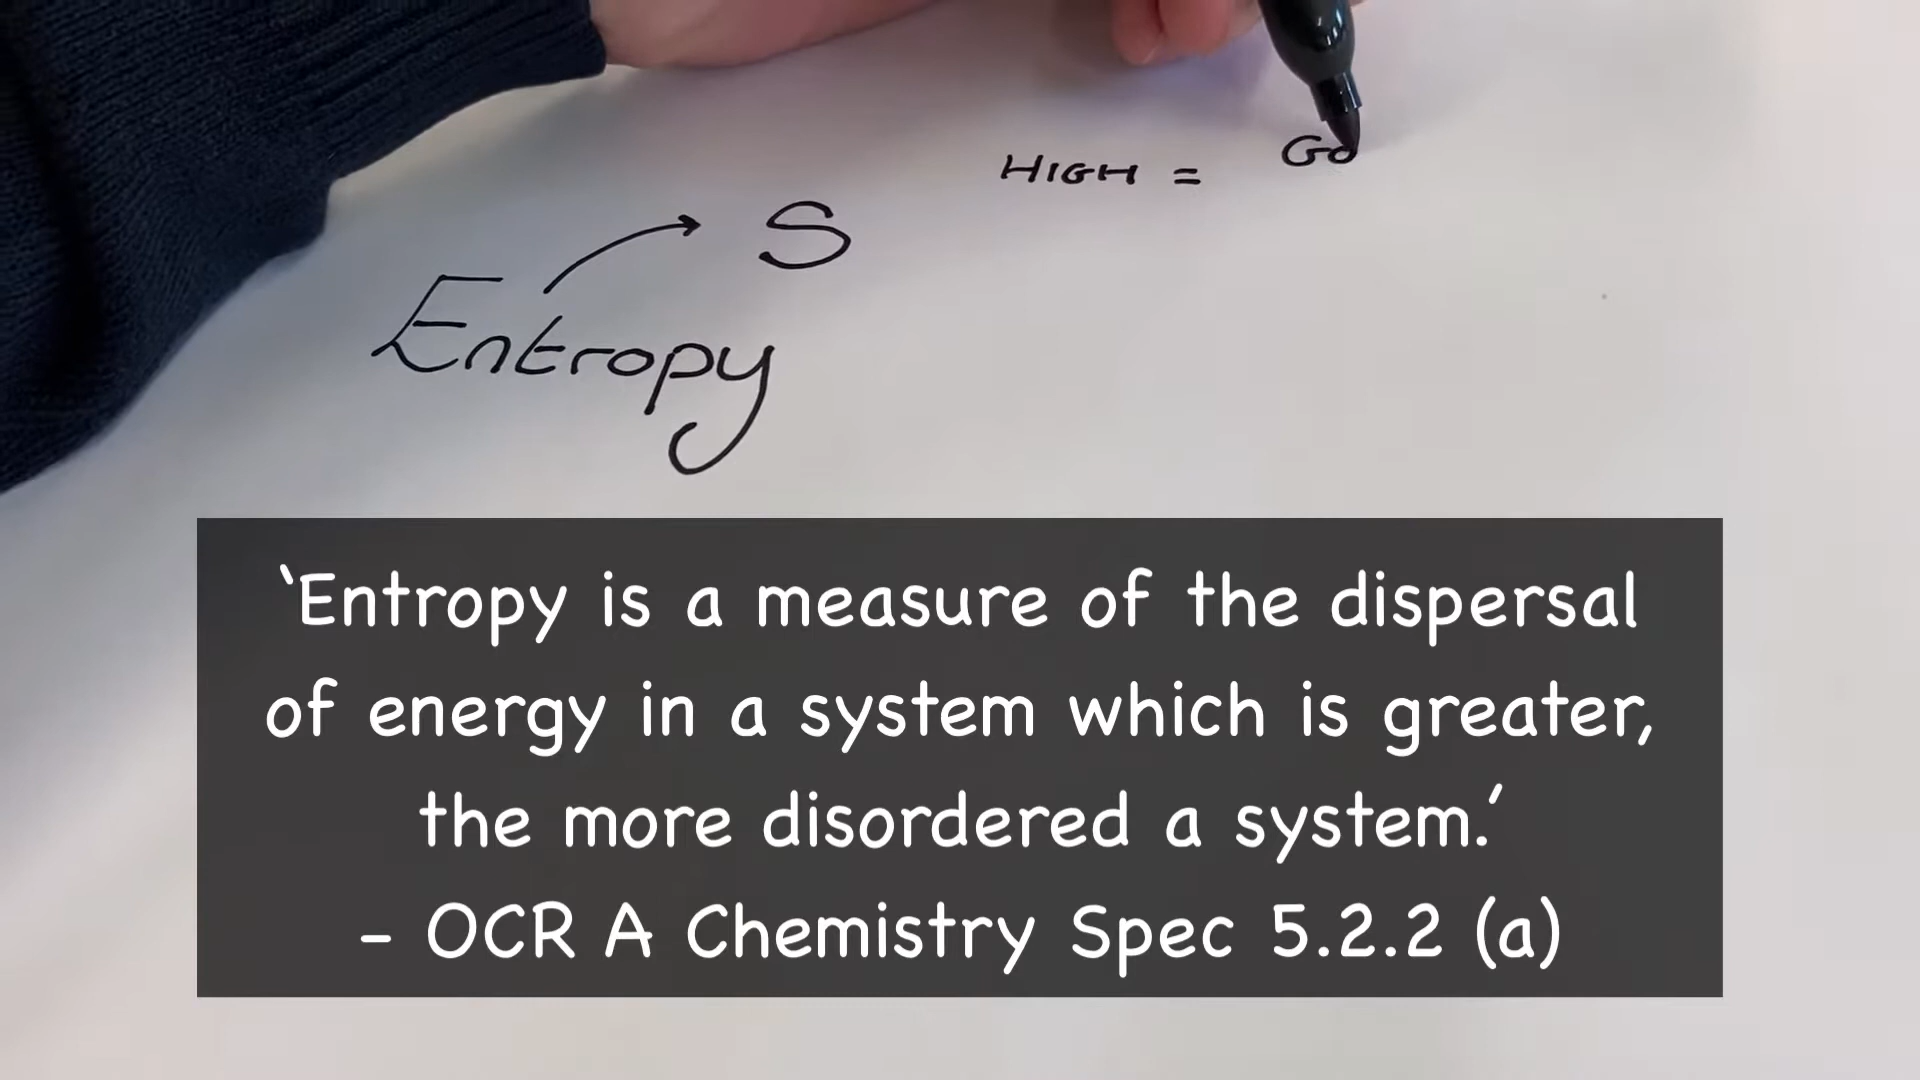 HIGH = Go
S
Entropy
‘Entropy is a measure of the dispersal
of energy in a system which is greater,
the more disordered a system.’
– OCR A Chemistry Spec 5.2.2 (a)